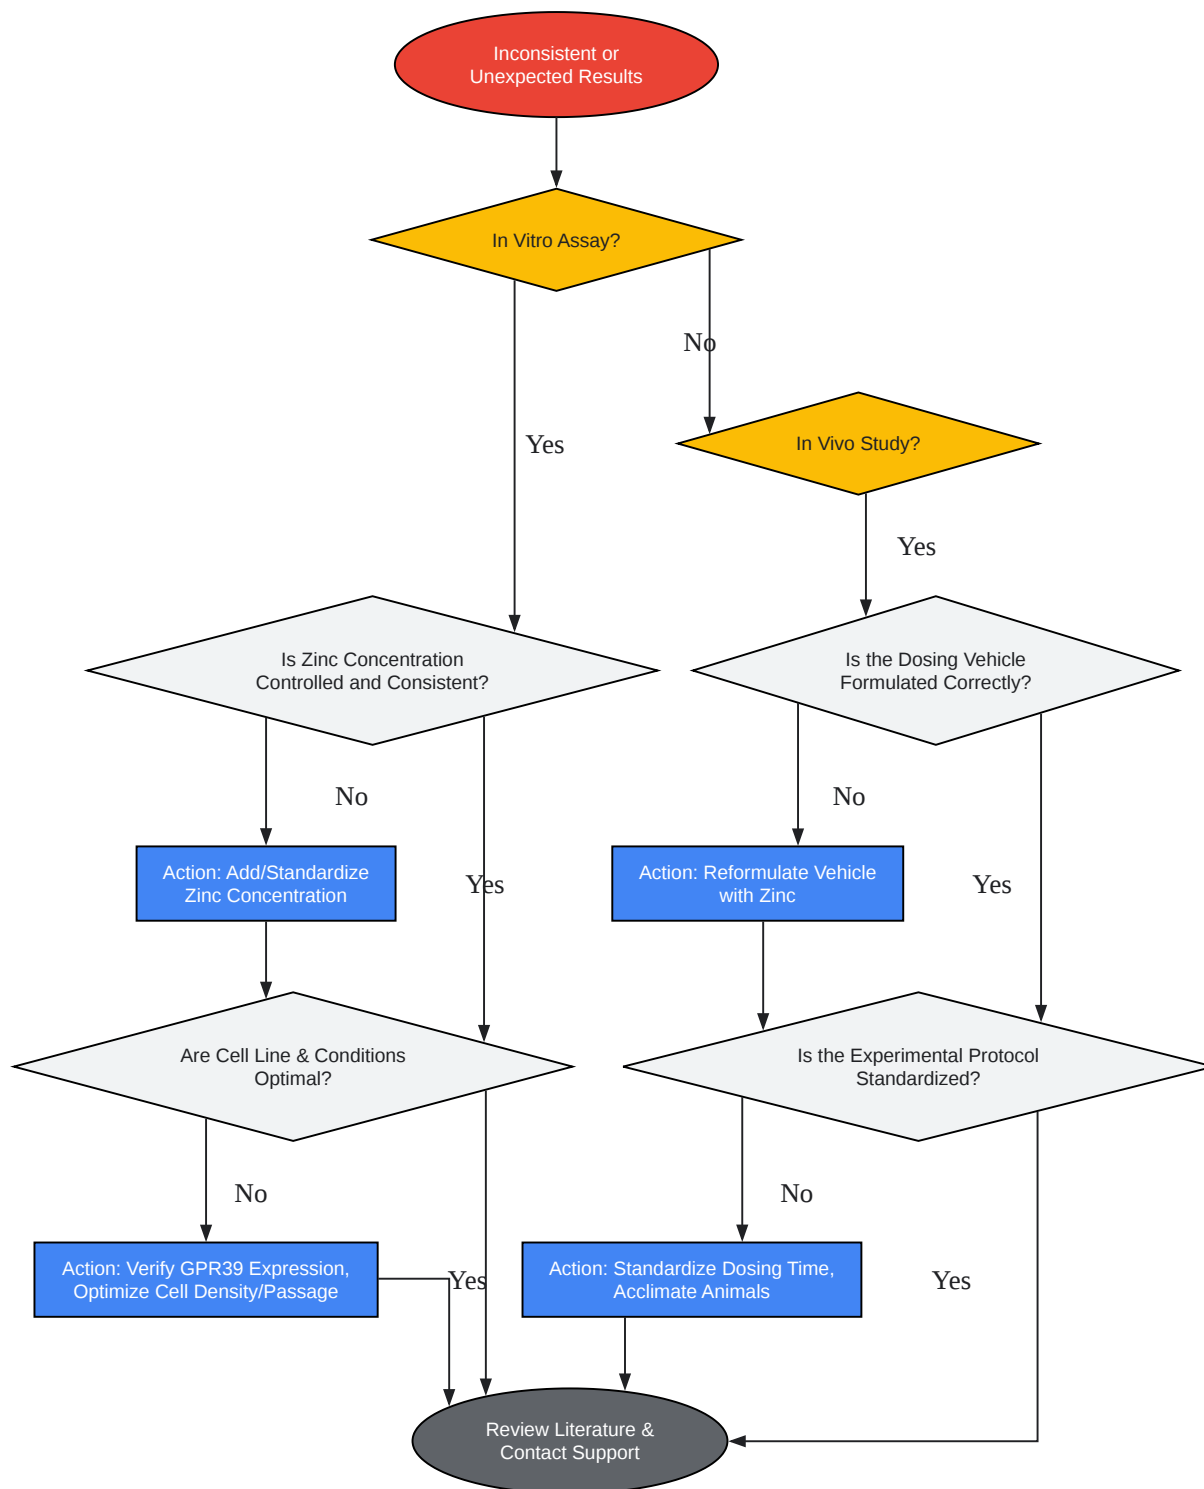 Inconsistent or
Unexpected Results
In Vitro Assay?
No
Yes
In Vivo Study?
Yes
Is Zinc Concentration
Controlled and Consistent?
Is the Dosing Vehicle
Formulated Correctly?
No
No
Action: Add/Standardize
Zinc Concentration
Yes
Action: Reformulate Vehicle
with Zinc
Yes
Are Cell Line & Conditions
Optimal?
Is the Experimental Protocol
Standardized?
No
No
Action: Verify GPR39 Expression,
Optimize Cell Density/Passage
Yes
Action: Standardize Dosing Time,
Acclimate Animals
Yes
Review Literature &
Contact Support